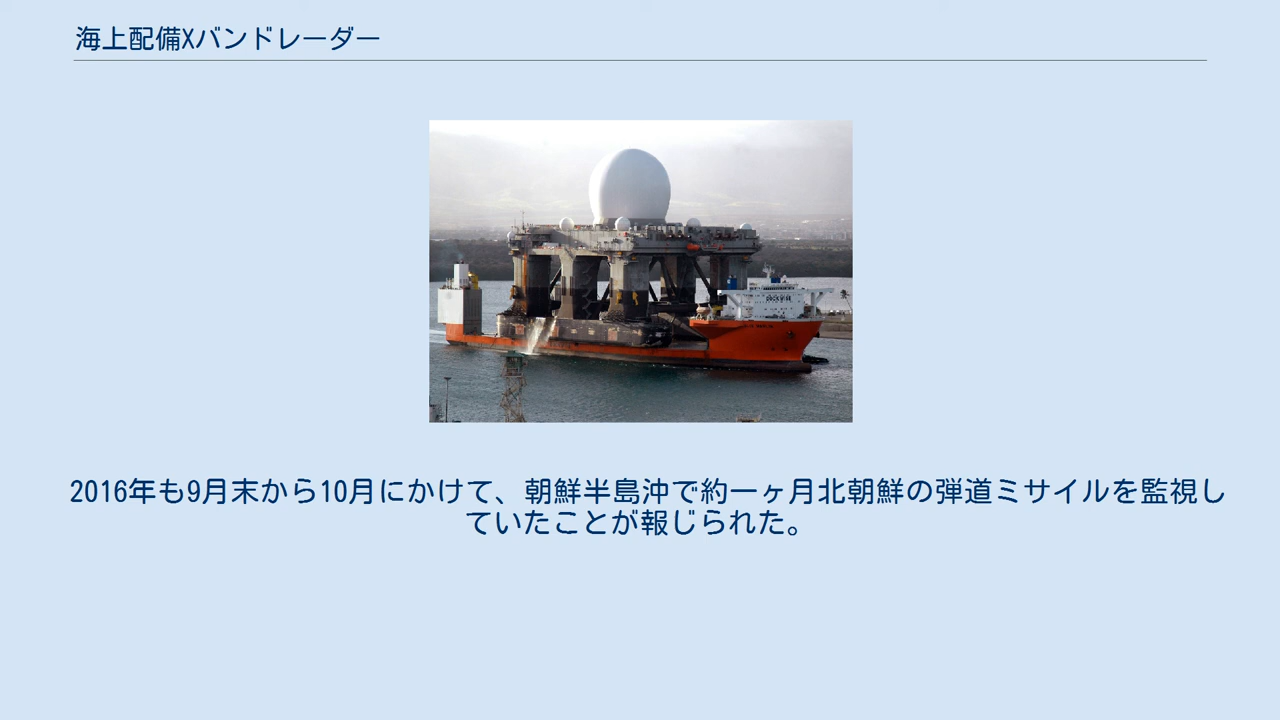 海上配備Xバンドレーダー
DOCKWISE
2016年も9月末から10月にかけて、朝鮮半島沖で約一ヶ月北朝鮮の弾道ミサイルを監視し
ていたことが報じられた。